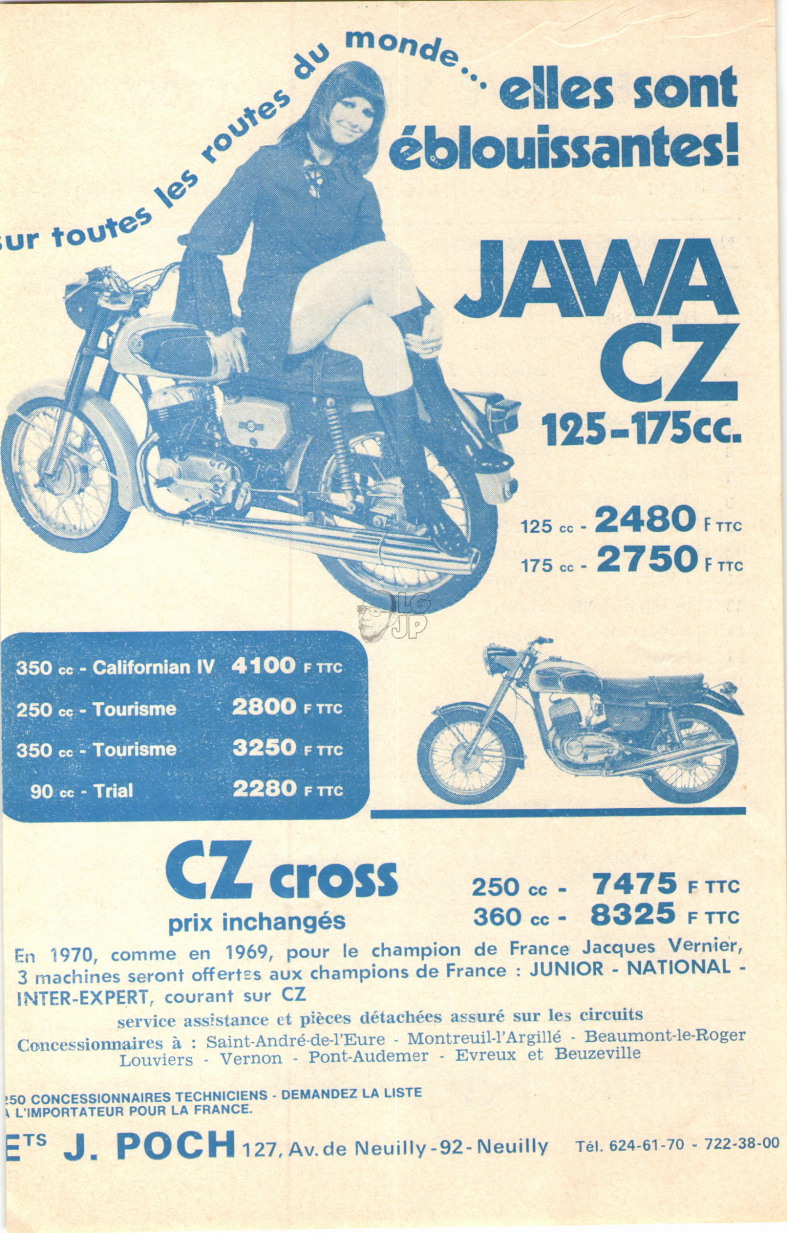 sur toutes les routes du monde...
elles sont
éblouissantes!
JAWA
CZ
125-175cc.
125 cc - 2480 F TTC
175 cc - 2750 F TTC
LG
JP
350 cc - Californian IV 4100 F TTC
250 cc - Tourisme 2800 F TTC
350 cc - Tourisme 3250 F TTC
90 cc - Trial 2280 F TTC
CZ cross
prix inchangés
250 cc - 7475 F TTC
360 cc - 8325 F TTC
En 1970, comme en 1969, pour le champion de France Jacques Vernier,
3 machines seront offertes aux champions de France : JUNIOR - NATIONAL -
INTER-EXPERT, courant sur CZ
service assistance et pièces détachées assuré sur les circuits
Concessionnaires à : Saint-André-de-l'Eure - Montreuil-l'Argillé - Beaumont-le-Roger
Louviers - Vernon - Pont-Audemer - Evreux et Beuzeville
250 CONCESSIONNAIRES TECHNICIENS - DEMANDEZ LA LISTE
A L'IMPORTATEUR POUR LA FRANCE.
ETS J. POCH 127, Av. de Neuilly - 92 - Neuilly Tél. 624-61-70 - 722-38-00